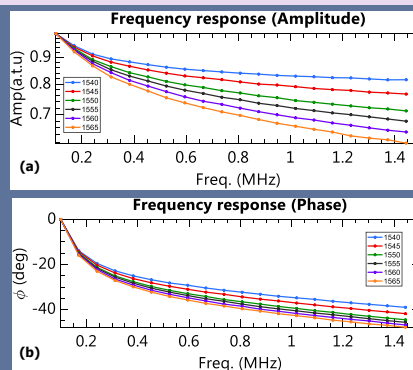 Frequency response (Amplitude)
Amp(a.t.u)
0.9
0.8
0.7
1540
1545
1550
1555
1560
1565
(a)
0.2 0.4 0.6 0.8 1 1.2 1.4
Freq. (MHz)
Frequency response (Phase)
ϕ (deg)
0
-20
-40
1540
1545
1550
1555
1560
1565
(b)
0.2 0.4 0.6 0.8 1 1.2 1.4
Freq. (MHz)